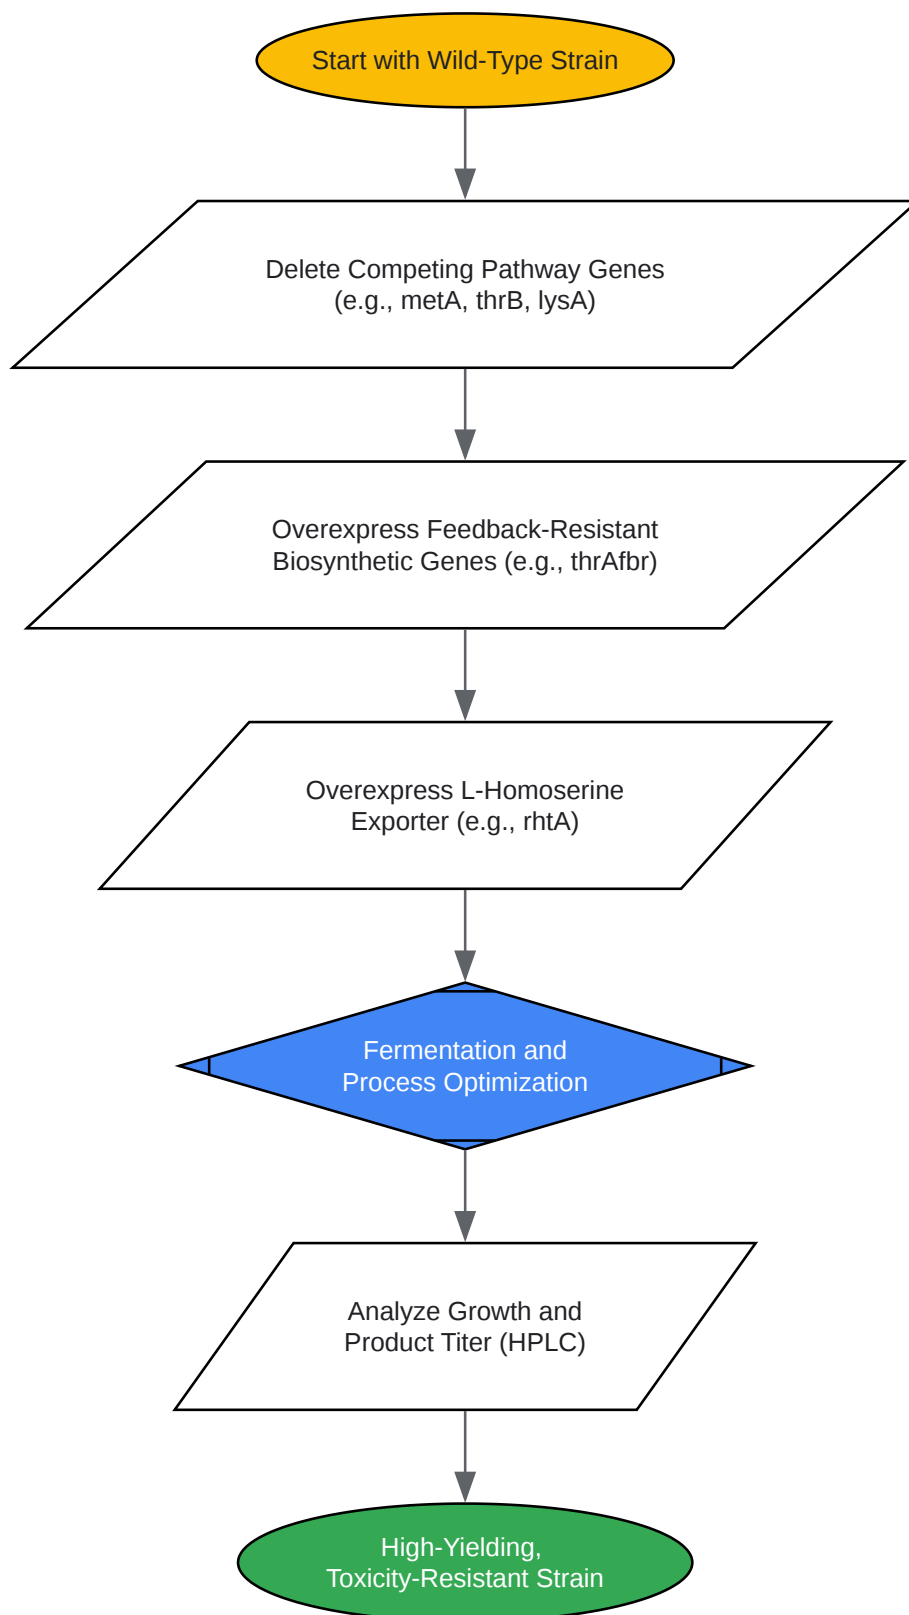 Start with Wild-Type Strain
Delete Competing Pathway Genes
(e.g., metA, thrB, lysA)
Overexpress Feedback-Resistant
Biosynthetic Genes (e.g., thrAfbr)
Overexpress L-Homoserine
Exporter (e.g., rhtA)
Fermentation and
Process Optimization
Analyze Growth and
Product Titer (HPLC)
High-Yielding,
Toxicity-Resistant Strain